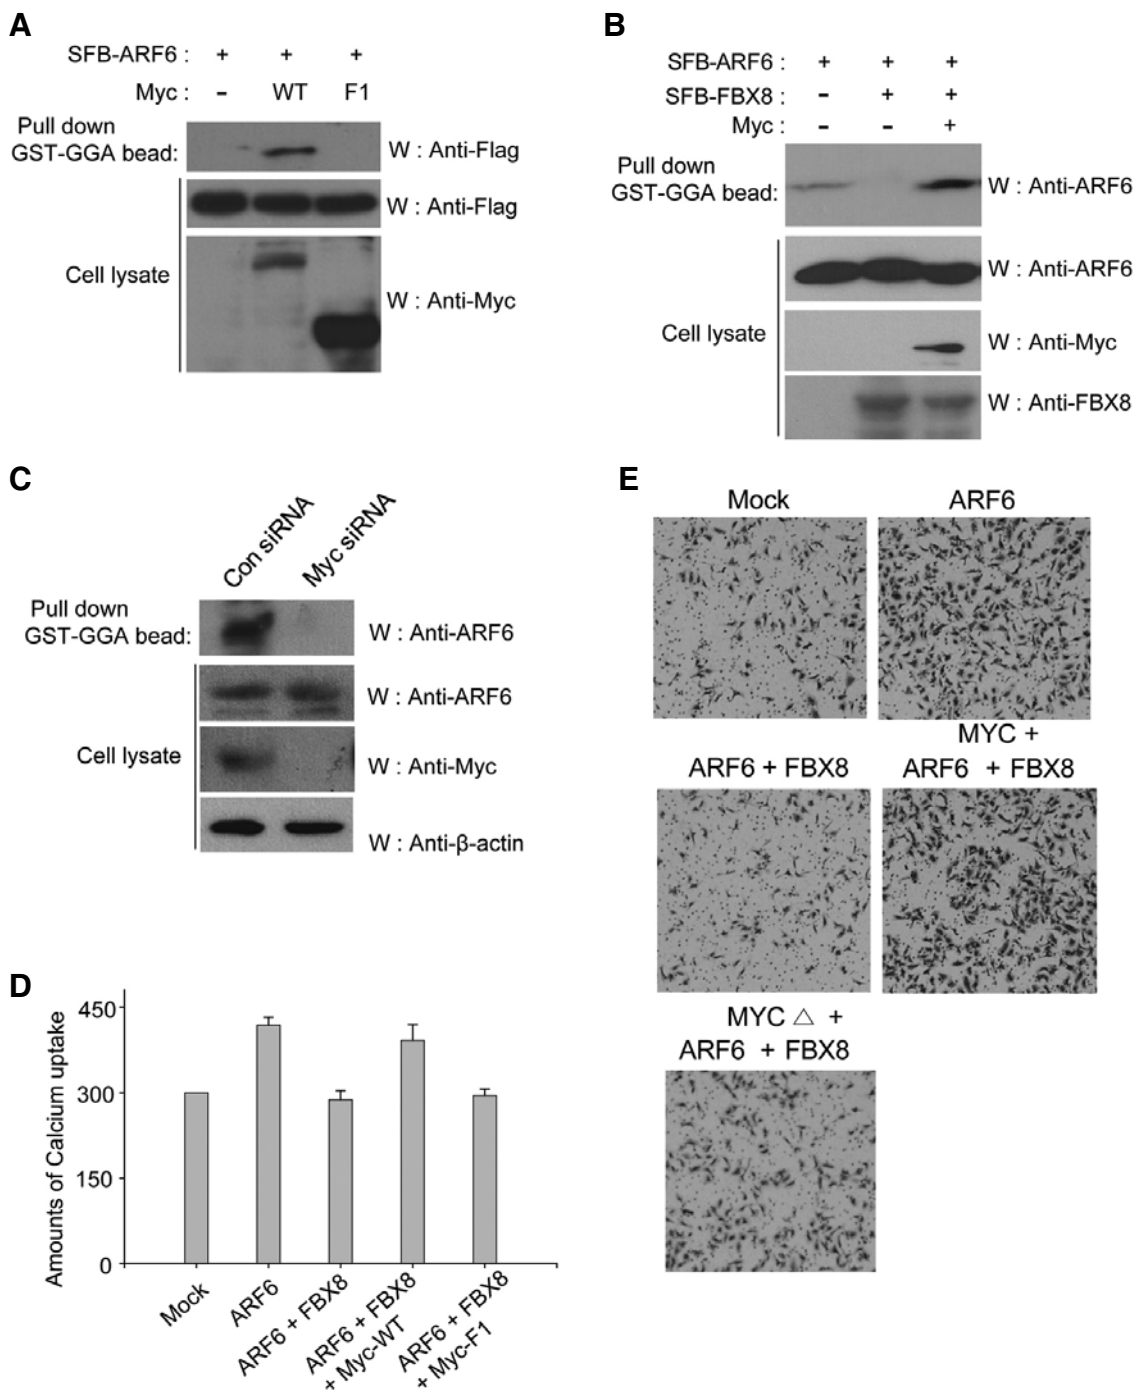 A
SFB-ARF6 : + + +
Myc : - WT F1
Pull down
GST-GGA bead:
W : Anti-Flag
W : Anti-Flag
Cell lysate
W : Anti-Myc
B
SFB-ARF6 : + + +
SFB-FBX8 : - + +
Myc : - - +
Pull down
GST-GGA bead:
W : Anti-ARF6
W : Anti-ARF6
Cell lysate
W : Anti-Myc
W : Anti-FBX8
C
Con siRNA
Myc siRNA
Pull down
GST-GGA bead:
W : Anti-ARF6
W : Anti-ARF6
Cell lysate
W : Anti-Myc
W : Anti-β-actin
D
Amounts of Calcium uptake
450
300
150
0
Mock
ARF6
ARF6 + FBX8
ARF6 + FBX8
+ Myc-WT
ARF6 + FBX8
+ Myc-F1
E
Mock
ARF6
ARF6 + FBX8
MYC +
ARF6 + FBX8
MYC △ +
ARF6 + FBX8